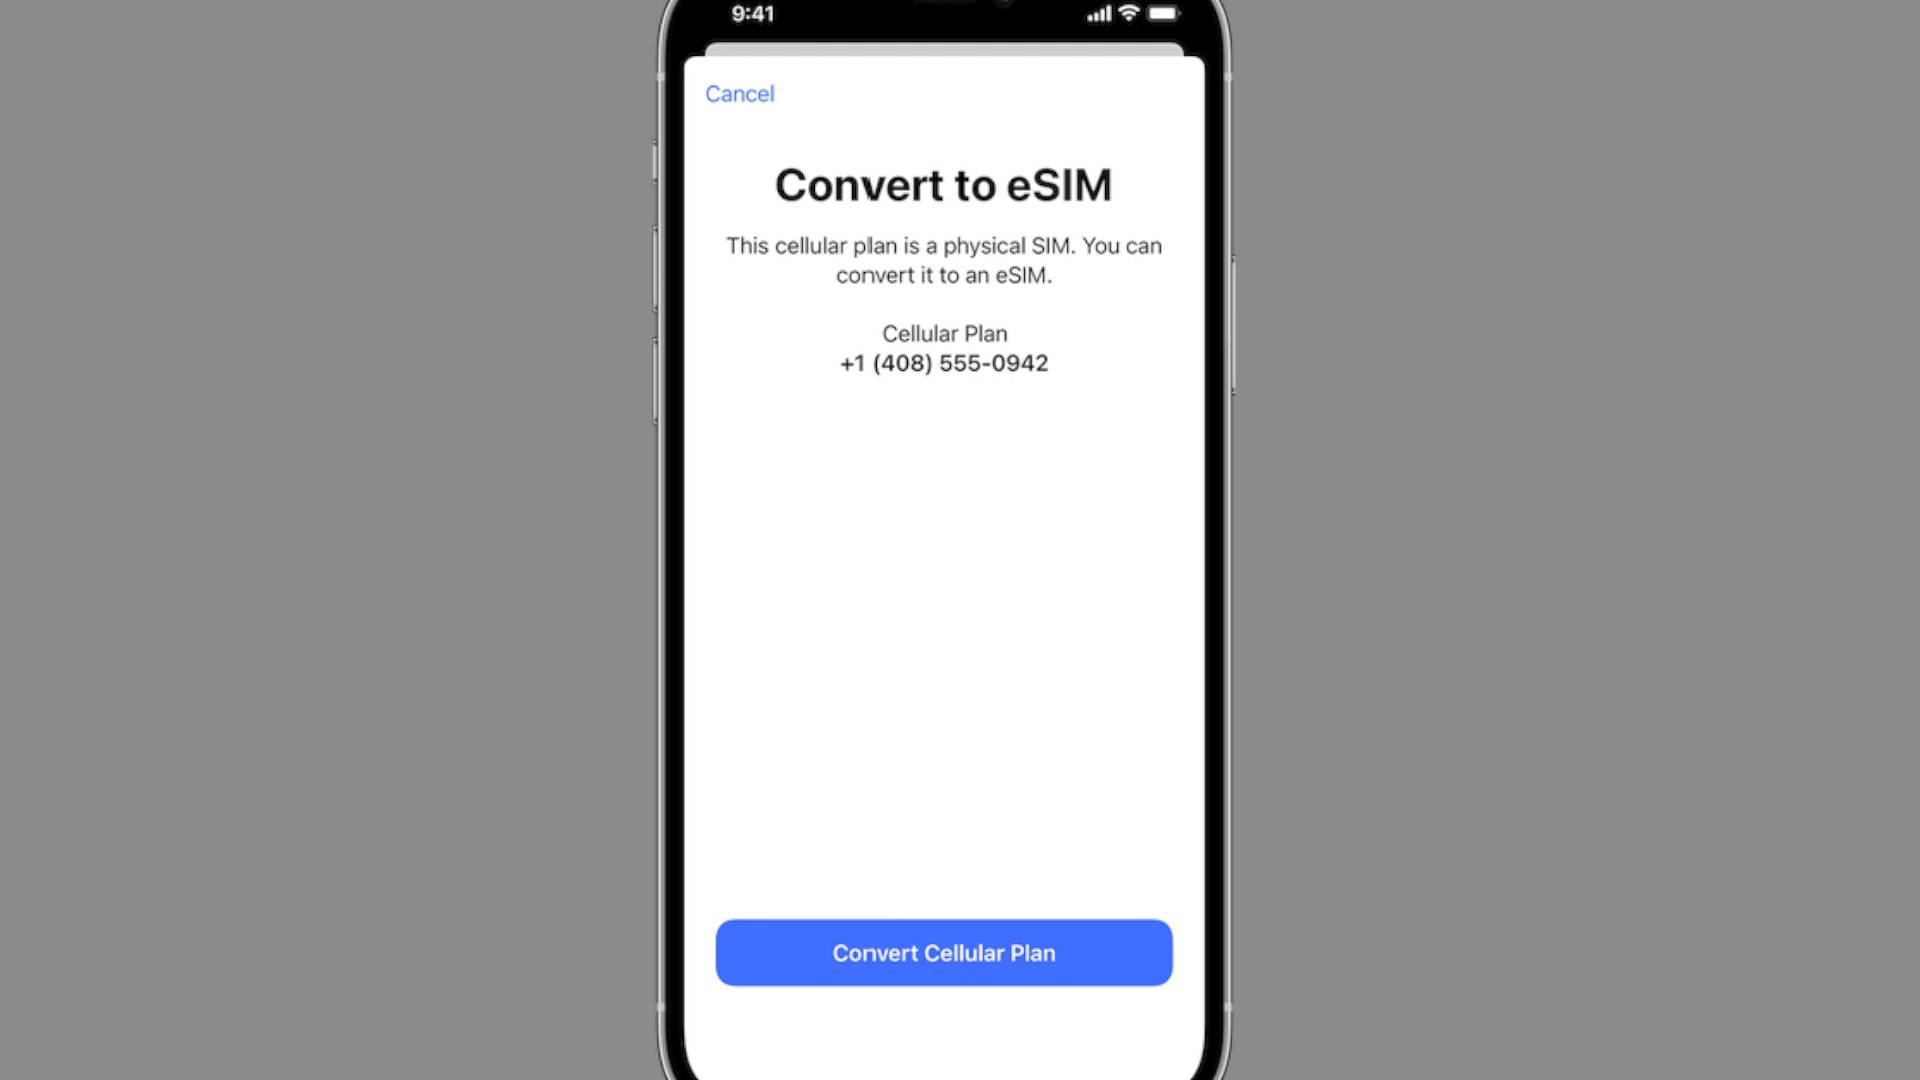 9:41
Cancel
Convert to eSIM
This cellular plan is a physical SIM. You can
convert it to an eSIM.
Cellular Plan
+1 (408) 555-0942
Convert Cellular Plan